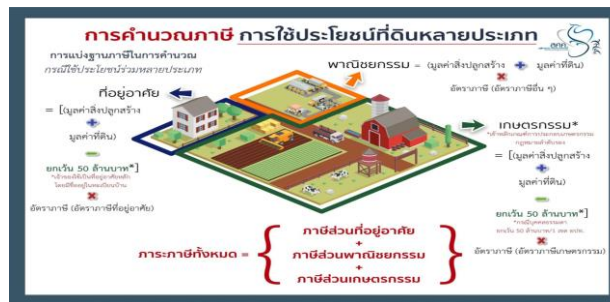 การคำนวณภาษี การใช้ประโยชน์ที่ดินหลายประเภท
สถค.
การแบ่งฐานภาษีในการคำนวณ
กรณีใช้ประโยชน์ร่วมหลายประเภท
พาณิชยกรรม = (มูลค่าสิ่งปลูกสร้าง + มูลค่าที่ดิน)
×
อัตราภาษี (อัตราภาษีอื่น ๆ)
ที่อยู่อาศัย
= [(มูลค่าสิ่งปลูกสร้าง
+
มูลค่าที่ดิน)
−
ยกเว้น 50 ล้านบาท*]
×
อัตราภาษี (อัตราภาษีที่อยู่อาศัย)
เกษตรกรรม*
= [(มูลค่าสิ่งปลูกสร้าง
+
มูลค่าที่ดิน)
−
ยกเว้น 50 ล้านบาท*]
×
อัตราภาษี (อัตราภาษีเกษตรกรรม)
ภาระภาษีทั้งหมด = { ภาษีส่วนที่อยู่อาศัย
+
ภาษีส่วนพาณิชยกรรม
+
ภาษีส่วนเกษตรกรรม }